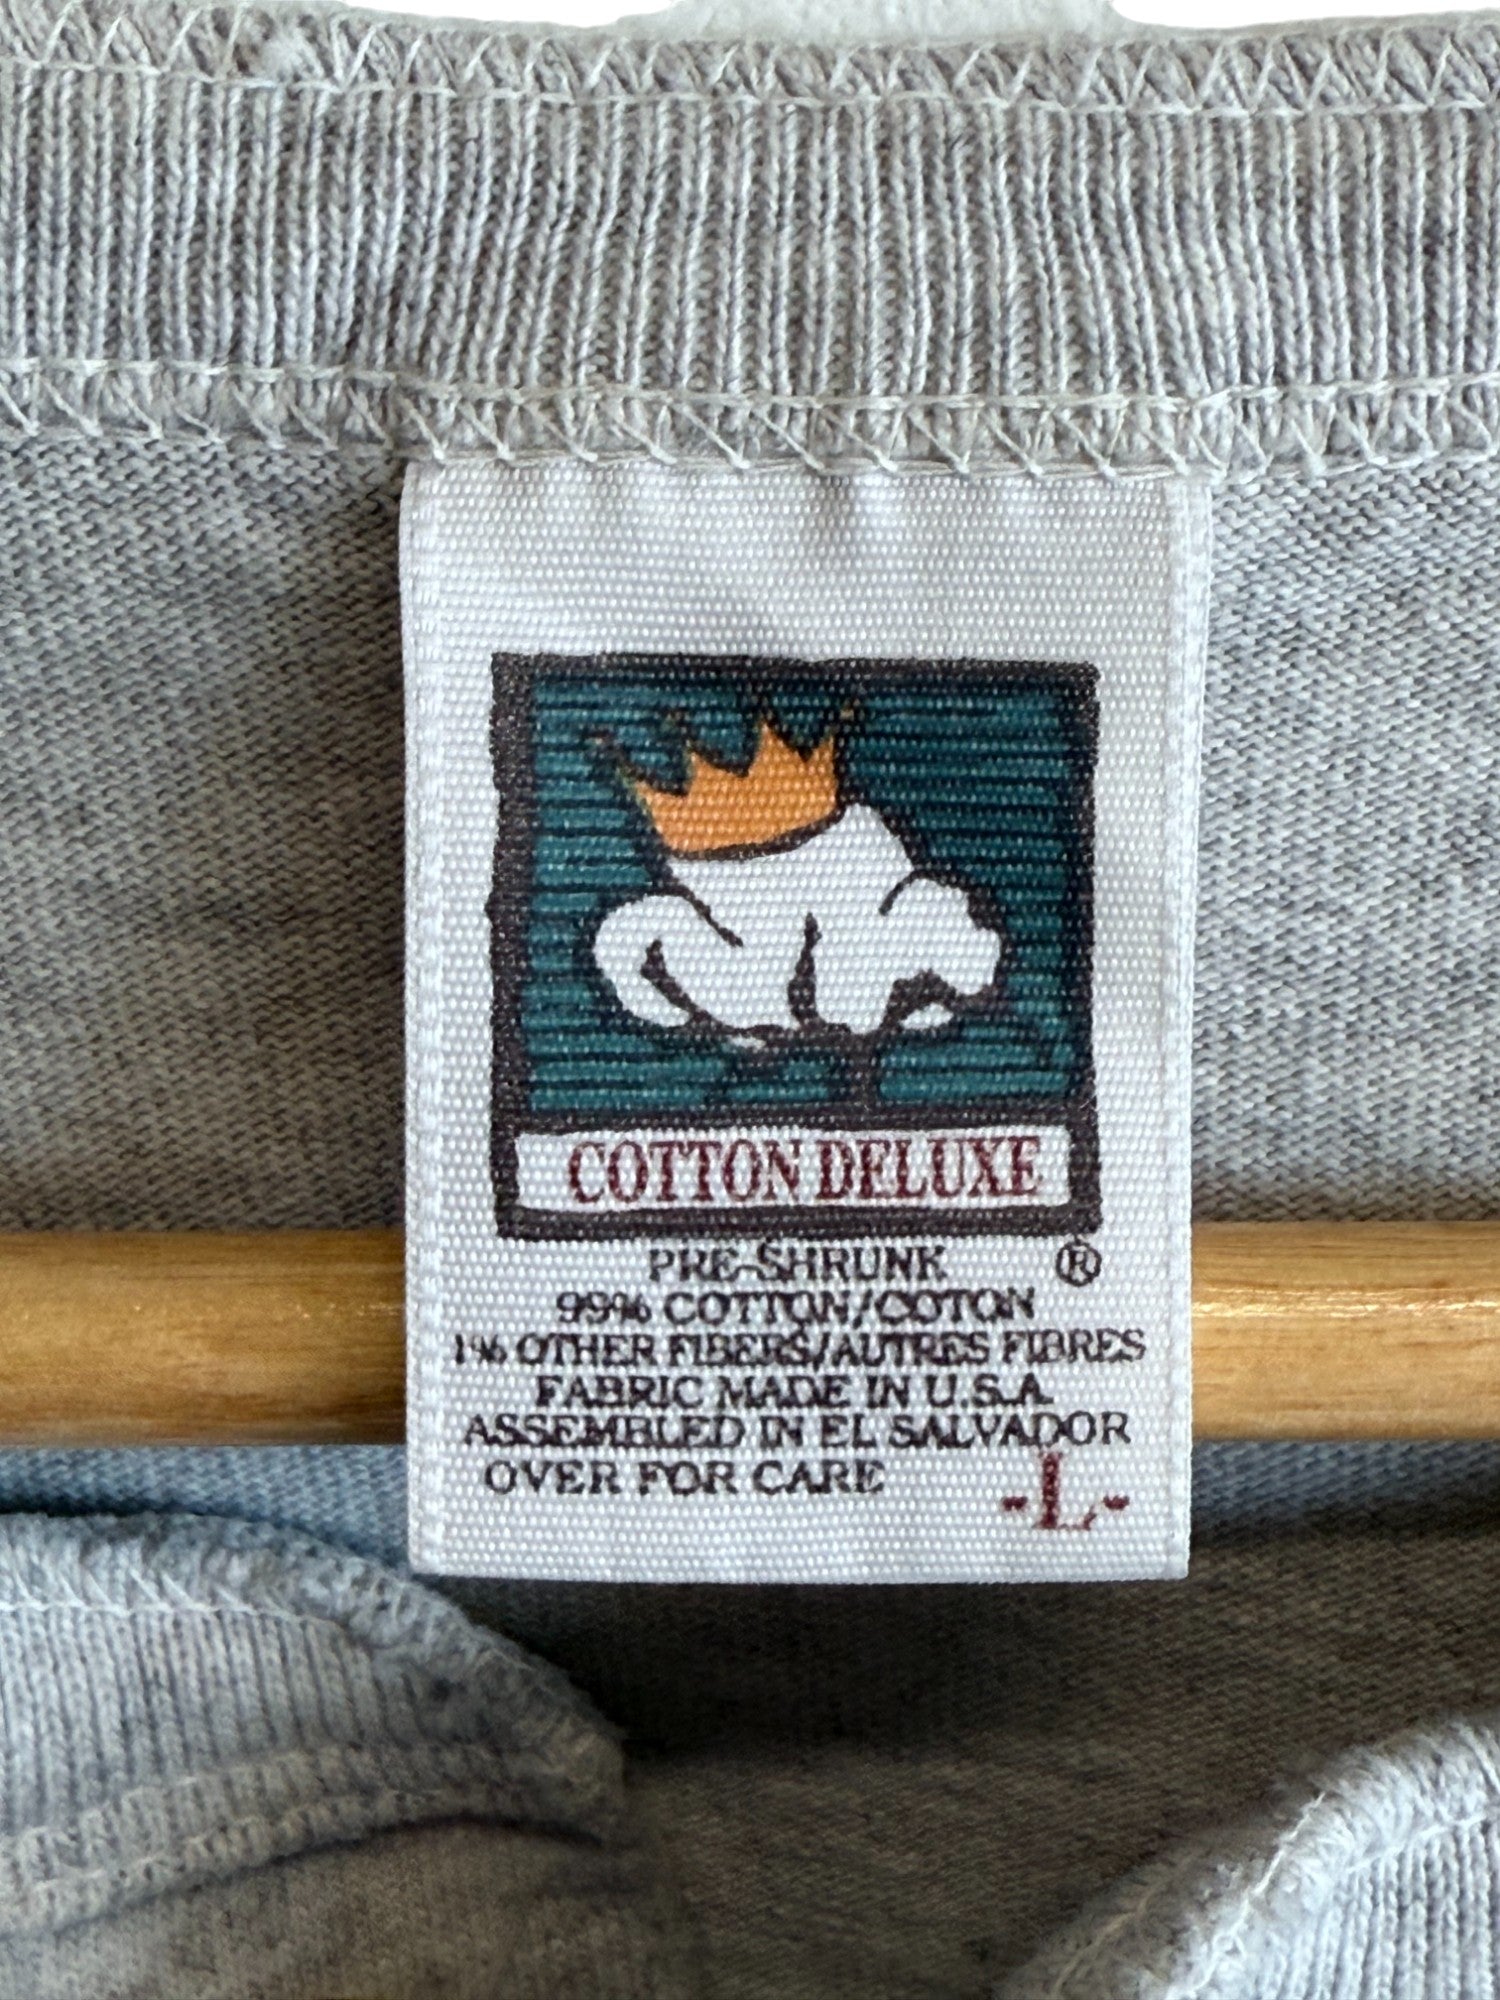 COTTON DELUXE
PRE-SHRUNK ®
99% COTTON/COTON
1% OTHER FIBERS/AUTRES FIBRES
FABRIC MADE IN U.S.A.
ASSEMBLED IN EL SALVADOR
OVER FOR CARE -L-